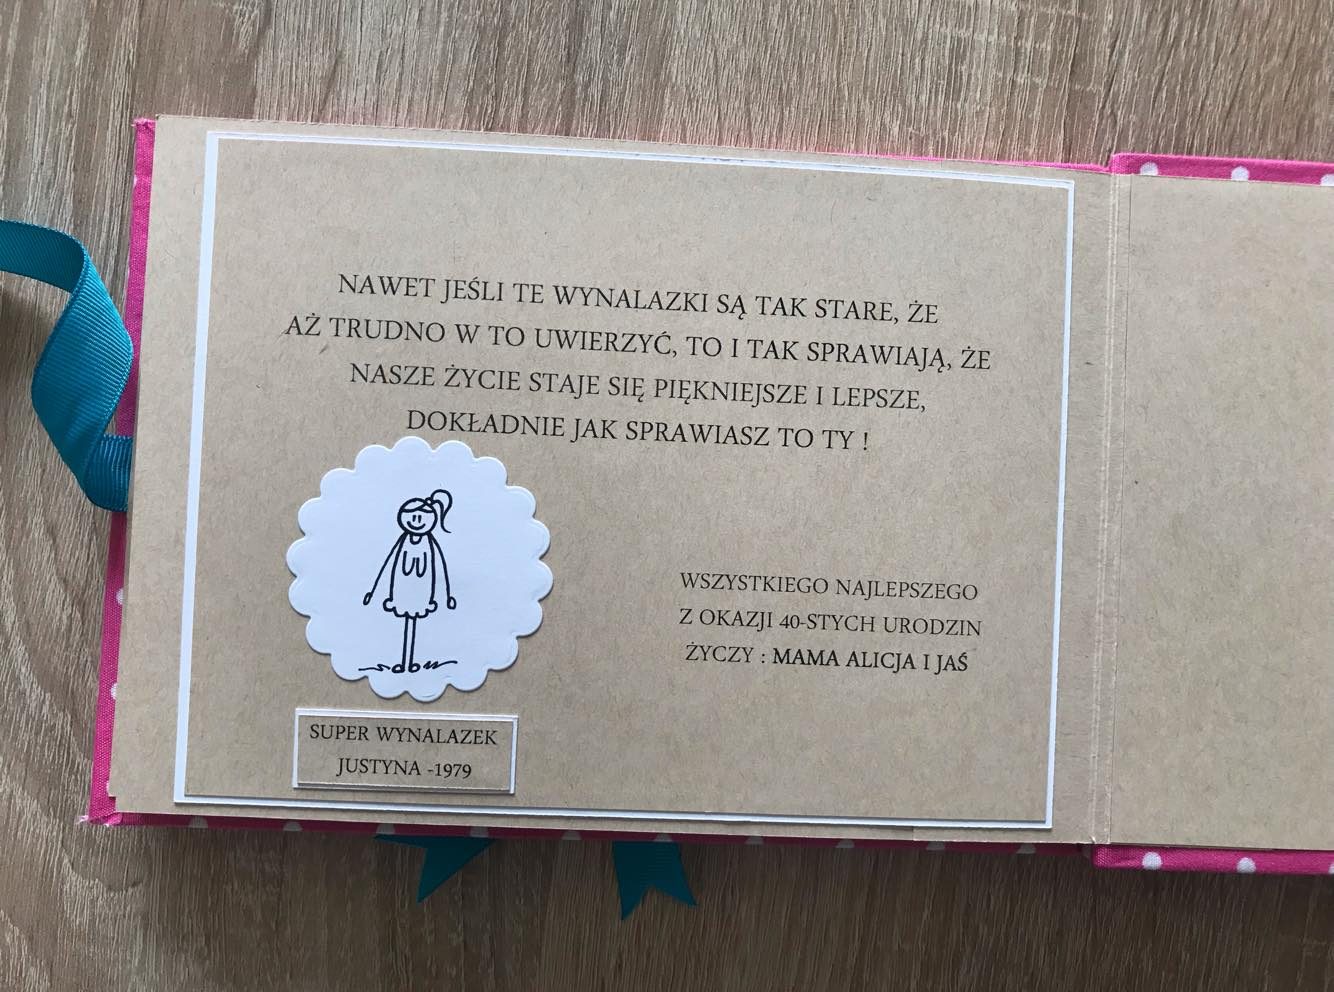 NAWET JEŚLI TE WYNALAZKI SĄ TAK STARE, ŻE
AŻ TRUDNO W TO UWIERZYĆ, TO I TAK SPRAWIAJĄ, ŻE
NASZE ŻYCIE STAJE SIĘ PIĘKNIEJSZE I LEPSZE,
DOKŁADNIE JAK SPRAWIASZ TO TY !
WSZYSTKIEGO NAJLEPSZEGO
Z OKAZJI 40-STYCH URODZIN
ŻYCZY : MAMA ALICJA I JAŚ
SUPER WYNALAZEK
JUSTYNA -1979